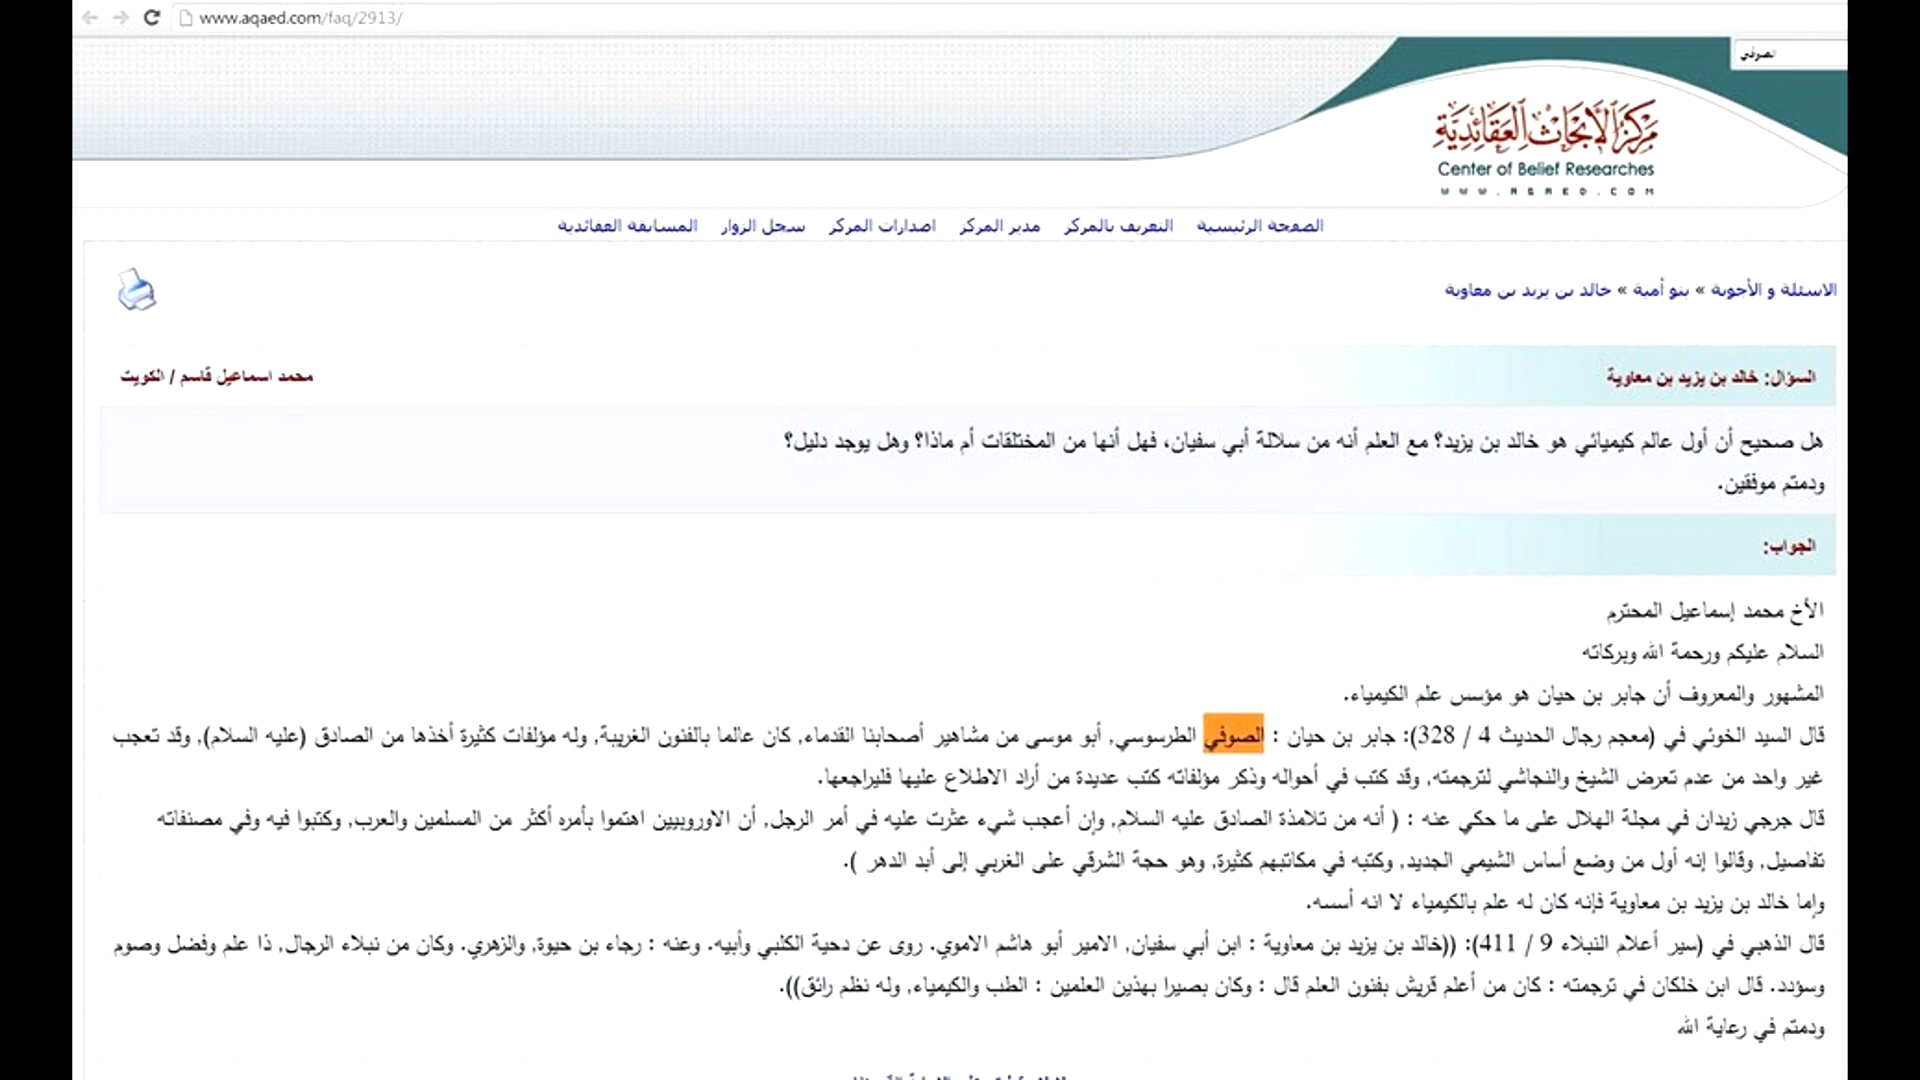 www.aqaed.com/faq/2913/
مركز الأبحاث العقائدية
Center of Belief Researches
WWW.AQAED.COM
الصفحة الرئيسية التعريف بالمركز مدير المركز اصدارات المركز سجل الزوار المسابقة العقائدية
الاسئلة و الأجوبة » بنو أمية » خالد بن يزيد بن معاوية
السؤال: خالد بن يزيد بن معاوية
محمد اسماعيل قاسم / الكويت
هل صحيح أن أول عالم كيميائي هو خالد بن يزيد؟ مع العلم أنه من سلالة أبي سفيان، فهل أنها من المختلقات أم ماذا؟ وهل يوجد دليل؟
ودمتم موفقين.
الجواب:
الأخ محمد إسماعيل المحترم
السلام عليكم ورحمة الله وبركاته
المشهور والمعروف أن جابر بن حيان هو مؤسس علم الكيمياء.
قال السيد الخوئي في (معجم رجال الحديث 4 / 328): جابر بن حيان : الصوفي الطرسوسي, أبو موسى من مشاهير أصحابنا القدماء, كان عالما بالفنون الغريبة, وله مؤلفات كثيرة أخذها من الصادق (عليه السلام), وقد تعجب
غير واحد من عدم تعرض الشيخ والنجاشي لترجمته, وقد كتب في أحواله وذكر مؤلفاته كتب عديدة من أراد الاطلاع عليها فليراجعها.
قال جرجي زيدان في مجلة الهلال على ما حكي عنه : ( أنه من تلامذة الصادق عليه السلام, وإن أعجب شيء عثرت عليه في أمر الرجل, أن الاوروبيين اهتموا بأمره أكثر من المسلمين والعرب, وكتبوا فيه وفي مصنفاته
تفاصيل, وقالوا إنه أول من وضع أساس الشيمي الجديد, وكتبه في مكاتبهم كثيرة, وهو حجة الشرقي على الغربي إلى أبد الدهر ).
وإما خالد بن يزيد بن معاوية فإنه كان له علم بالكيمياء لا انه أسسه.
قال الذهبي في (سير أعلام النبلاء 9 / 411): ((خالد بن يزيد بن معاوية : ابن أبي سفيان, الامير أبو هاشم الاموي. روى عن دحية الكلبي وأبيه. وعنه : رجاء بن حيوة, والزهري. وكان من نبلاء الرجال, ذا علم وفضل وصوم
وسؤدد. قال ابن خلكان في ترجمته : كان من أعلم قريش بفنون العلم قال : وكان بصيرا بهذين العلمين : الطب والكيمياء, وله نظم رائق)).
ودمتم في رعاية الله